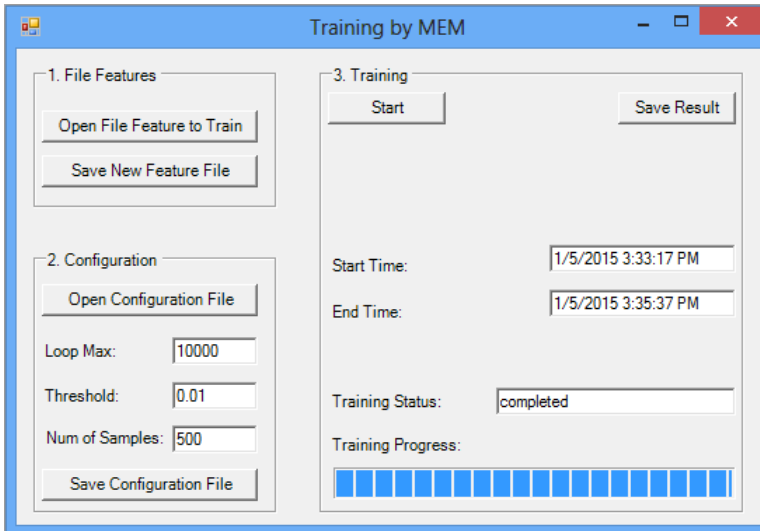 Training by MEM
1. File Features
Open File Feature to Train
Save New Feature File
2. Configuration
Open Configuration File
Loop Max: 10000
Threshold: 0.01
Num of Samples: 500
Save Configuration File
3. Training
Start Save Result
Start Time: 1/5/2015 3:33:17 PM
End Time: 1/5/2015 3:35:37 PM
Training Status: completed
Training Progress: